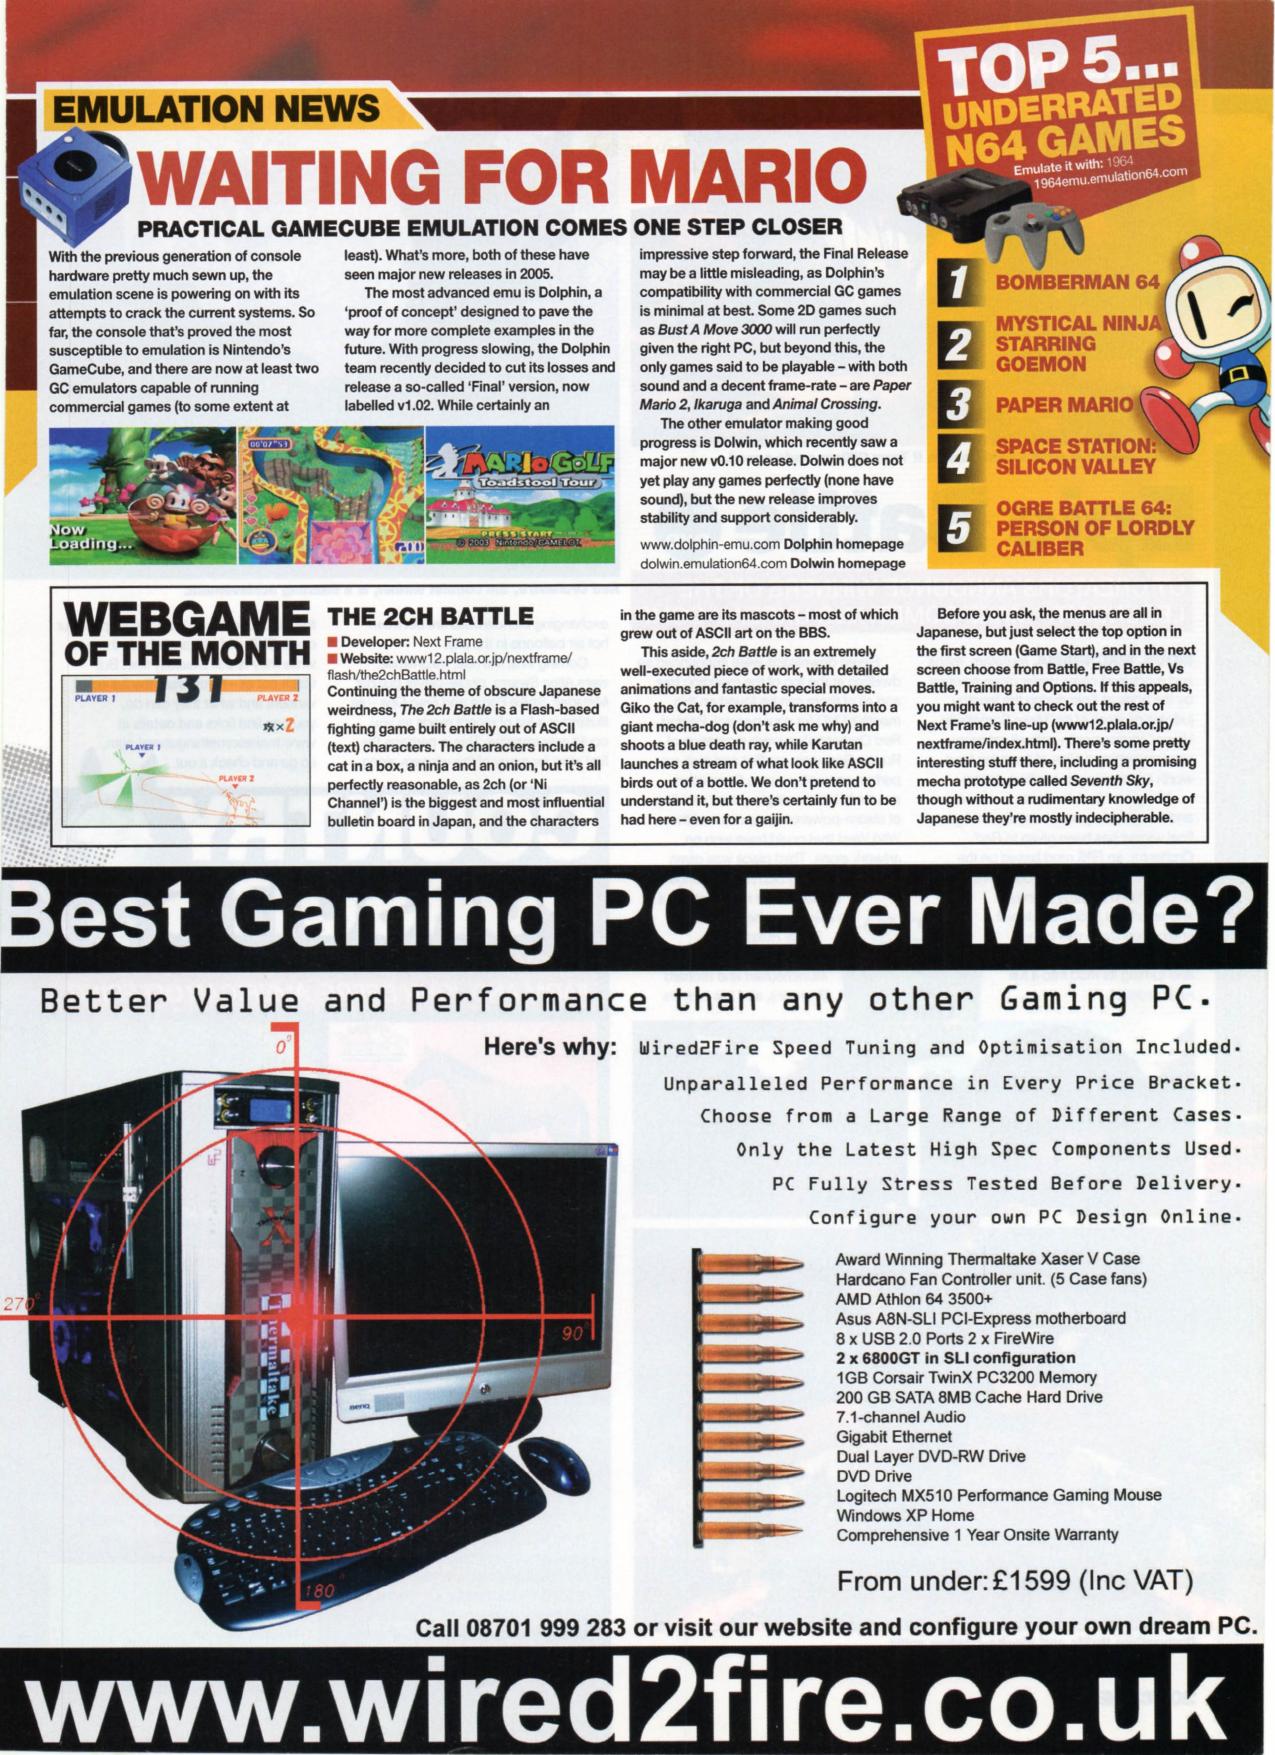 EMULATION NEWS
WAITING FOR MARIO
PRACTICAL GAMECUBE EMULATION COMES ONE STEP CLOSER
With the previous generation of console
hardware pretty much sewn up, the
emulation scene is powering on with its
attempts to crack the current systems. So
far, the console that's proved the most
susceptible to emulation is Nintendo's
GameCube, and there are now at least two
GC emulators capable of running
commercial games (to some extent at
least). What's more, both of these have
seen major new releases in 2005.
The most advanced emu is Dolphin, a
'proof of concept' designed to pave the
way for more complete examples in the
future. With progress slowing, the Dolphin
team recently decided to cut its losses and
release a so-called 'Final' version, now
labelled v1.02. While certainly an
impressive step forward, the Final Release
may be a little misleading, as Dolphin's
compatibility with commercial GC games
is minimal at best. Some 2D games such
as Bust A Move 3000 will run perfectly
given the right PC, but beyond this, the
only games said to be playable – with both
sound and a decent frame-rate – are Paper
Mario 2, Ikaruga and Animal Crossing.
The other emulator making good
progress is Dolwin, which recently saw a
major new v0.10 release. Dolwin does not
yet play any games perfectly (none have
sound), but the new release improves
stability and support considerably.
www.dolphin-emu.com Dolphin homepage
dolwin.emulation64.com Dolwin homepage
Now
Loading...
00'07"53
MARIO GOLF
Toadstool Tour
PRESS START
© 2003 Nintendo/CAMELOT
TOP 5...
UNDERRATED
N64 GAMES
Emulate it with: 1964
1964emu.emulation64.com
1 BOMBERMAN 64
2 MYSTICAL NINJA
STARRING
GOEMON
3 PAPER MARIO
4 SPACE STATION:
SILICON VALLEY
5 OGRE BATTLE 64:
PERSON OF LORDLY
CALIBER
WEBGAME
OF THE MONTH
PLAYER 1
131
PLAYER 2
×2
PLAYER 1
PLAYER 2
THE 2CH BATTLE
Developer: Next Frame
Website: www12.plala.or.jp/nextframe/
flash/the2chBattle.html
Continuing the theme of obscure Japanese
weirdness, The 2ch Battle is a Flash-based
fighting game built entirely out of ASCII
(text) characters. The characters include a
cat in a box, a ninja and an onion, but it's all
perfectly reasonable, as 2ch (or 'Ni
Channel') is the biggest and most influential
bulletin board in Japan, and the characters
in the game are its mascots – most of which
grew out of ASCII art on the BBS.
This aside, 2ch Battle is an extremely
well-executed piece of work, with detailed
animations and fantastic special moves.
Giko the Cat, for example, transforms into a
giant mecha-dog (don't ask me why) and
shoots a blue death ray, while Karutan
launches a stream of what look like ASCII
birds out of a bottle. We don't pretend to
understand it, but there's certainly fun to be
had here – even for a gaijin.
Before you ask, the menus are all in
Japanese, but just select the top option in
the first screen (Game Start), and in the next
screen choose from Battle, Free Battle, Vs
Battle, Training and Options. If this appeals,
you might want to check out the rest of
Next Frame's line-up (www12.plala.or.jp/
nextframe/index.html). There's some pretty
interesting stuff there, including a promising
mecha prototype called Seventh Sky,
though without a rudimentary knowledge of
Japanese they're mostly indecipherable.
Best Gaming PC Ever Made?
Better Value and Performance than any other Gaming PC.
Here's why: Wired2Fire Speed Tuning and Optimisation Included.
Unparalleled Performance in Every Price Bracket.
Choose from a Large Range of Different Cases.
Only the Latest High Spec Components Used.
PC Fully Stress Tested Before Delivery.
Configure your own PC Design Online.
0°
270°
90°
180°
Thermaltake
BenQ
Award Winning Thermaltake Xaser V Case
Hardcano Fan Controller unit. (5 Case fans)
AMD Athlon 64 3500+
Asus A8N-SLI PCI-Express motherboard
8 x USB 2.0 Ports 2 x FireWire
2 x 6800GT in SLI configuration
1GB Corsair TwinX PC3200 Memory
200 GB SATA 8MB Cache Hard Drive
7.1-channel Audio
Gigabit Ethernet
Dual Layer DVD-RW Drive
DVD Drive
Logitech MX510 Performance Gaming Mouse
Windows XP Home
Comprehensive 1 Year Onsite Warranty
From under:£1599 (Inc VAT)
Call 08701 999 283 or visit our website and configure your own dream PC.
www.wired2fire.co.uk